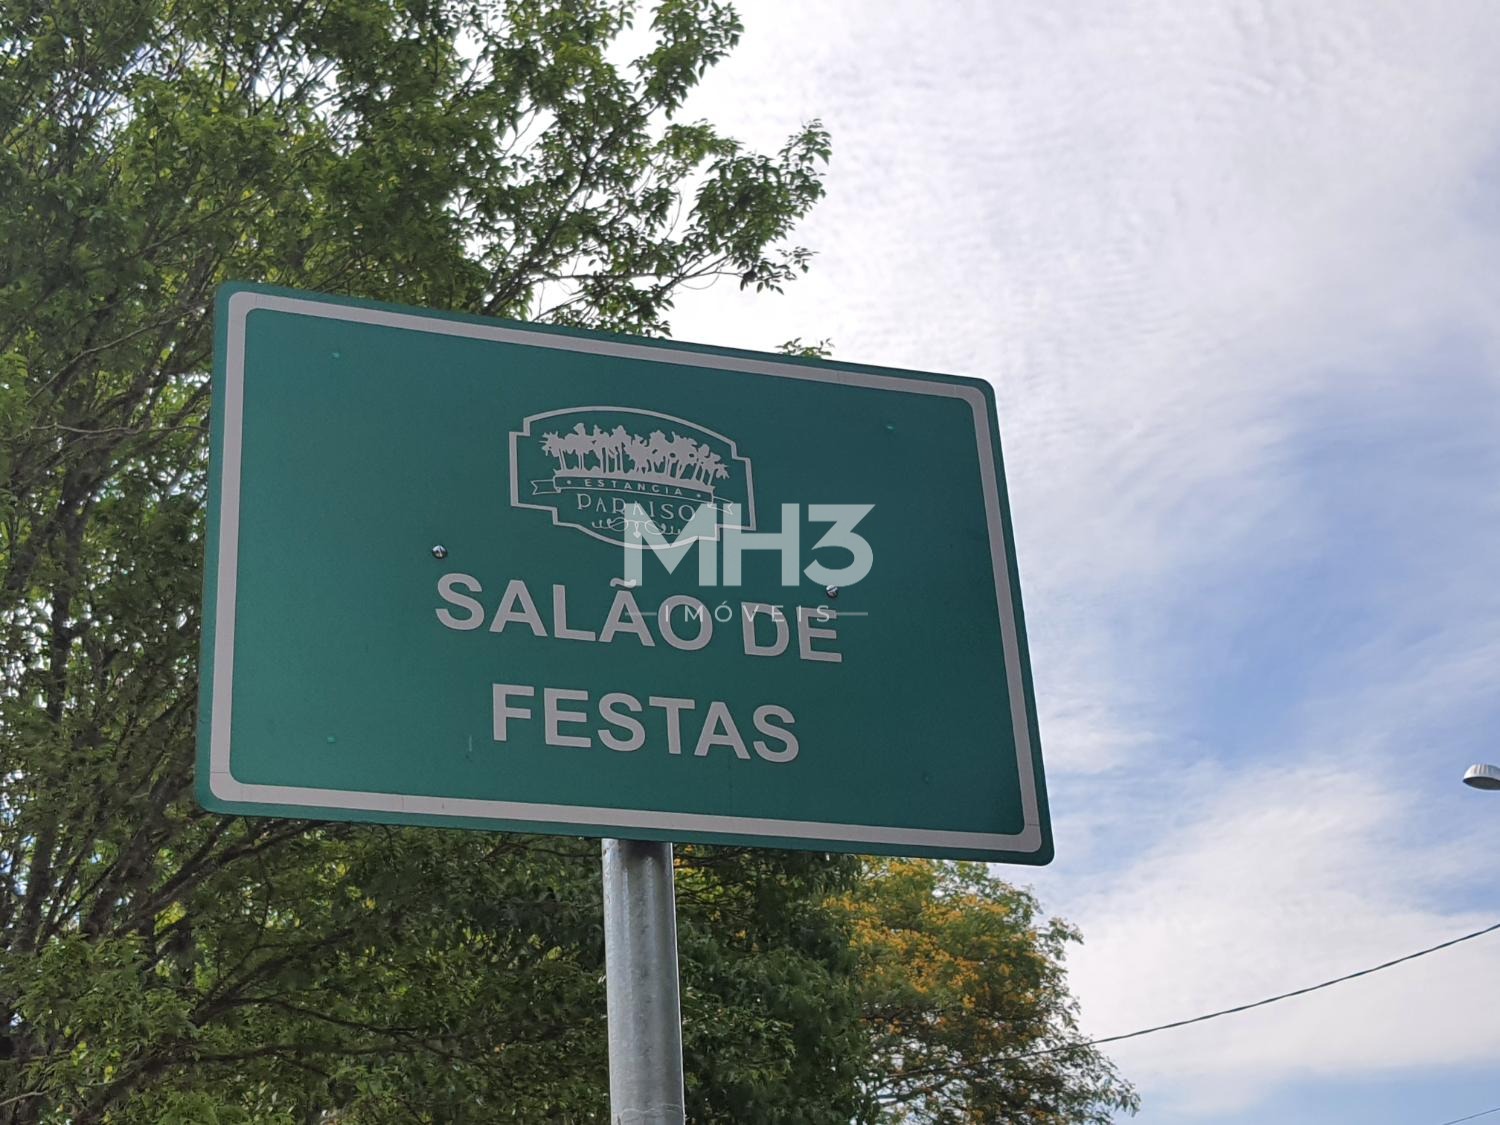 ESTANCIA
PARAISO
MH3
IMÓVEIS
SALÃO DE
FESTAS